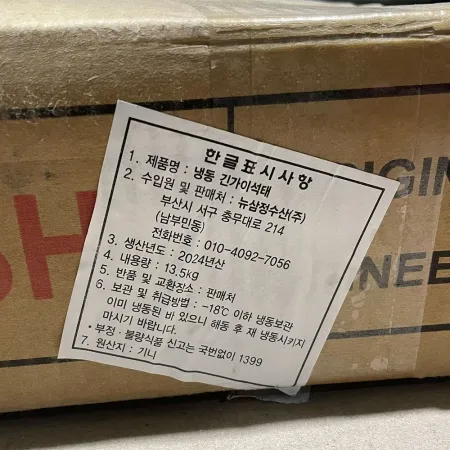 한글표시사항
1. 제품명 : 냉동 긴가이석태
2. 수입원 및 판매처 : 뉴삼정수산(주)
부산시 서구 충무대로 214
(남부민동)
전화번호 : 010-4092-7056
3. 생산년도 : 2024년산
4. 내용량 : 13.5kg
5. 반품 및 교환장소 : 판매처
6. 보관 및 취급방법 : -18℃ 이하 냉동보관
이미 냉동된 바 있으니 해동 후 재 냉동시키지
마시기 바랍니다.
· 부정 · 불량식품 신고는 국번없이 1399
7. 원산지 : 기니
SH
RIGIN
NEE